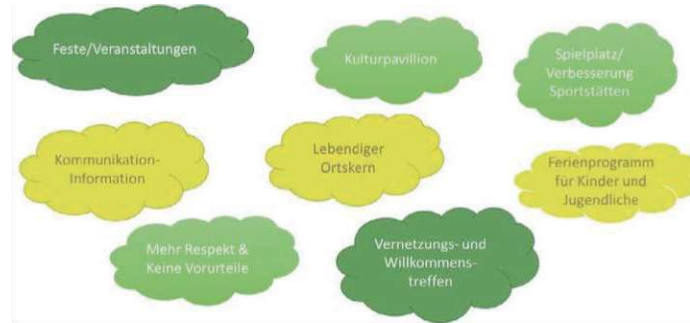 Feste/Veranstaltungen
Kulturpavillion
Spielplatz/
Verbesserung
Sportstätten
Kommunikation-
Information
Lebendiger
Ortskern
Ferienprogramm
für Kinder und
Jugendliche
Mehr Respekt &
Keine Vorurteile
Vernetzungs- und
Willkommens-
treffen